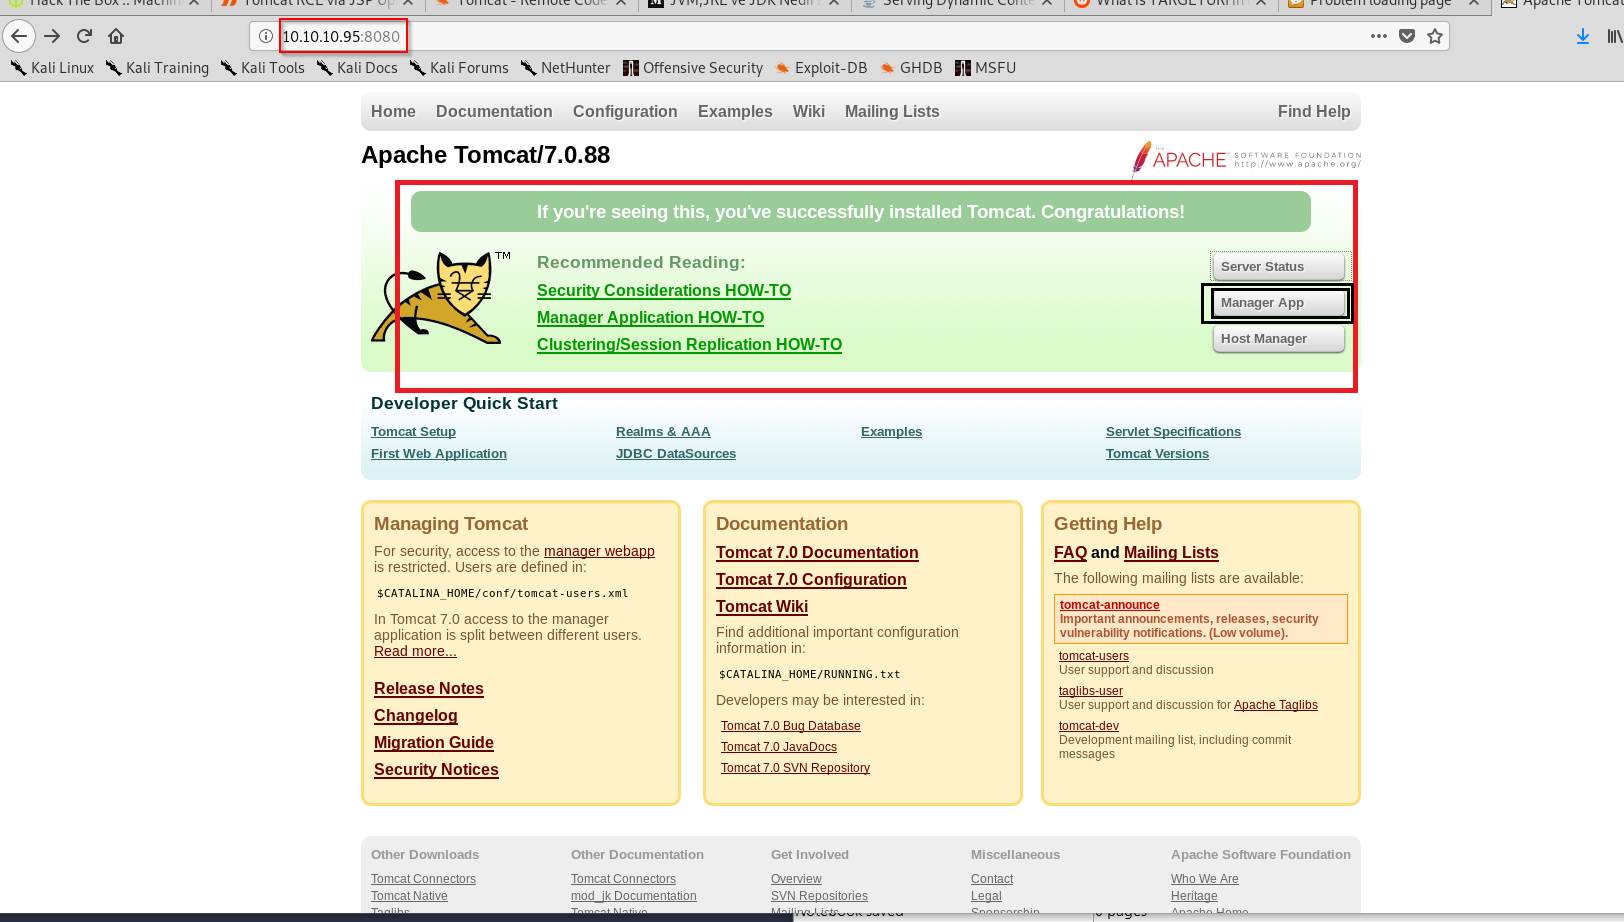 Hack The Box :: Machin
Tomcat RCE via JSP Up
Tomcat - Remote Code
JVM,JRE ve JDK Nedir
Serving Dynamic Conte
What is TARGETURI in
Problem loading page
Apache Tomcat
10.10.10.95:8080
Kali Linux
Kali Training
Kali Tools
Kali Docs
Kali Forums
NetHunter
Offensive Security
Exploit-DB
GHDB
MSFU
Home
Documentation
Configuration
Examples
Wiki
Mailing Lists
Find Help
Apache Tomcat/7.0.88
THE
APACHE
SOFTWARE FOUNDATION
http://www.apache.org/
If you're seeing this, you've successfully installed Tomcat. Congratulations!
TM
Recommended Reading:
Security Considerations HOW-TO
Manager Application HOW-TO
Clustering/Session Replication HOW-TO
Server Status
Manager App
Host Manager
Developer Quick Start
Tomcat Setup
First Web Application
Realms & AAA
JDBC DataSources
Examples
Servlet Specifications
Tomcat Versions
Managing Tomcat
For security, access to the manager webapp
is restricted. Users are defined in:
$CATALINA_HOME/conf/tomcat-users.xml
In Tomcat 7.0 access to the manager
application is split between different users.
Read more...
Release Notes
Changelog
Migration Guide
Security Notices
Documentation
Tomcat 7.0 Documentation
Tomcat 7.0 Configuration
Tomcat Wiki
Find additional important configuration
information in:
$CATALINA_HOME/RUNNING.txt
Developers may be interested in:
Tomcat 7.0 Bug Database
Tomcat 7.0 JavaDocs
Tomcat 7.0 SVN Repository
Getting Help
FAQ and Mailing Lists
The following mailing lists are available:
tomcat-announce
Important announcements, releases, security
vulnerability notifications. (Low volume).
tomcat-users
User support and discussion
taglibs-user
User support and discussion for Apache Taglibs
tomcat-dev
Development mailing list, including commit
messages
Other Downloads
Tomcat Connectors
Tomcat Native
Taglibs
Other Documentation
Tomcat Connectors
mod_jk Documentation
Tomcat Native
Get Involved
Overview
SVN Repositories
Mailing Lists
Miscellaneous
Contact
Legal
Sponsorship
Apache Software Foundation
Who We Are
Heritage
Apache Home
Notebook saved
6 pages